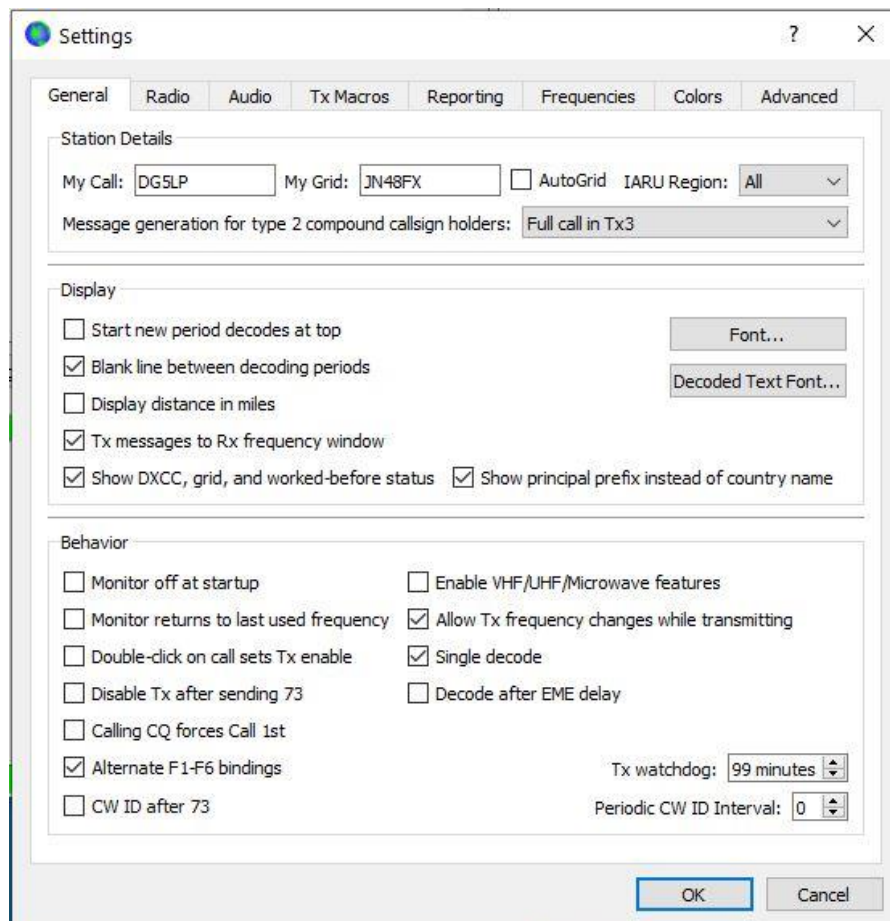 Settings
General Radio Audio Tx Macros Reporting Frequencies Colors Advanced
Station Details
My Call: DG5LP My Grid: JN48FX AutoGrid IARU Region: All
Message generation for type 2 compound callsign holders: Full call in Tx3
Display
Start new period decodes at top
Font...
Blank line between decoding periods
Decoded Text Font...
Display distance in miles
Tx messages to Rx frequency window
Show DXCC, grid, and worked-before status Show principal prefix instead of country name
Behavior
Monitor off at startup Enable VHF/UHF/Microwave features
Monitor returns to last used frequency Allow Tx frequency changes while transmitting
Double-click on call sets Tx enable Single decode
Disable Tx after sending 73 Decode after EME delay
Calling CQ forces Call 1st
Alternate F1-F6 bindings Tx watchdog: 99 minutes
CW ID after 73 Periodic CW ID Interval: 0
OK Cancel